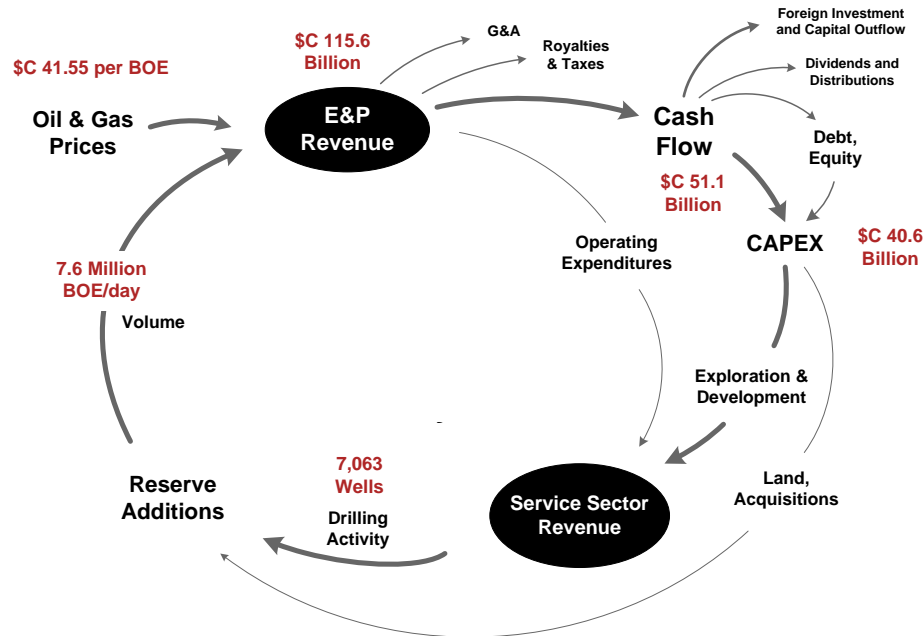 Foreign Investment
and Capital Outflow
G&A
$C 115.6
Billion
Royalties
& Taxes
$C 41.55 per BOE
Dividends and
Distributions
Oil & Gas
Prices
E&P
Revenue
Cash
Flow
Debt,
Equity
$C 51.1
Billion
CAPEX
$C 40.6
Billion
Operating
Expenditures
7.6 Million
BOE/day
Volume
Exploration &
Development
7,063
Wells
Reserve
Additions
Drilling
Activity
Service Sector
Revenue
Land,
Acquisitions